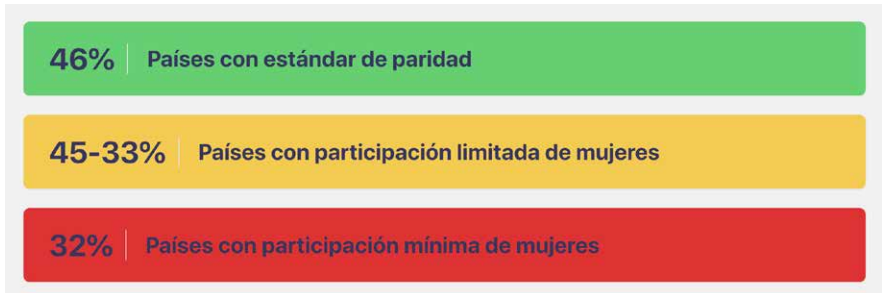 46% Países con estándar de paridad
45-33% Países con participación limitada de mujeres
32% Países con participación mínima de mujeres